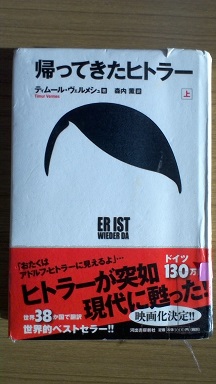 帰ってきたヒトラー
上
ティムール・ヴェルメシュ 著
森内薫 訳
Timur Vermes
ER IST
WIEDER DA
「おたくは
アドルフ・ヒトラーに見えるよ」…
ドイツ
130万
ヒトラーが突如
現代に甦った!
世界38か国で翻訳
世界的ベストセラー!!
映画化決定!!
河出書房新社